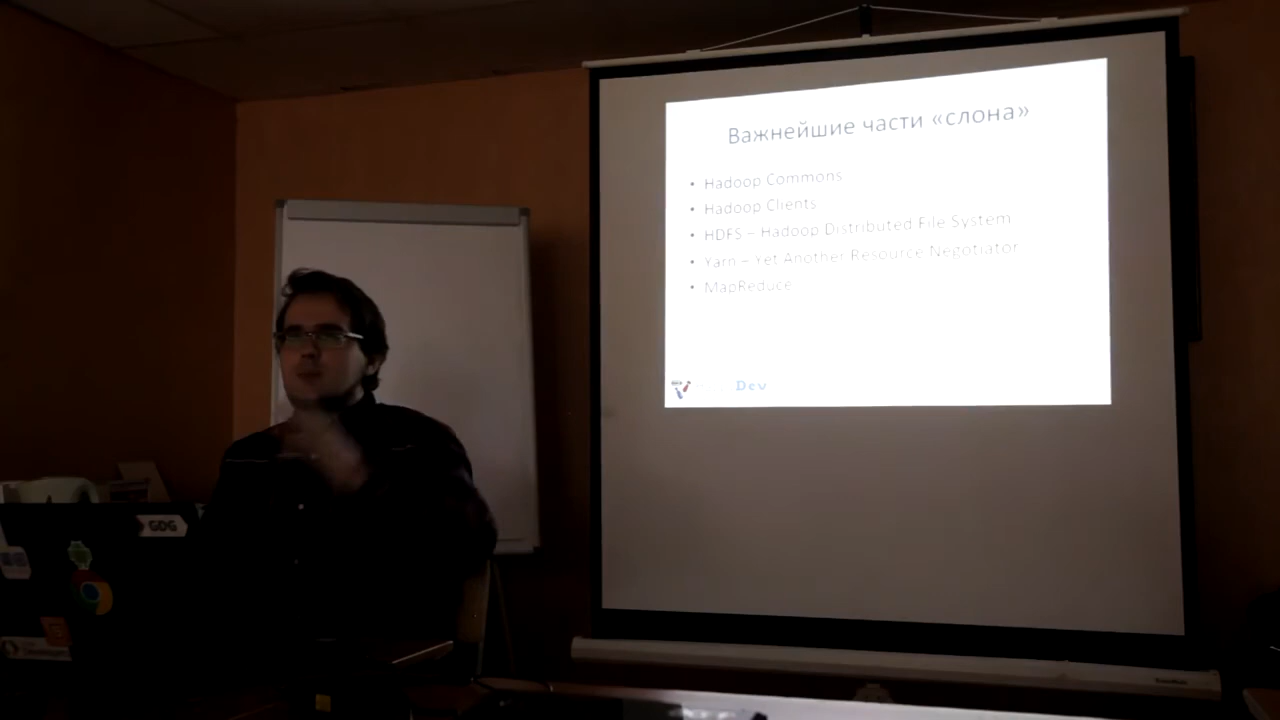 Важнейшие части «слона»
• Hadoop Commons
• Hadoop Clients
• HDFS – Hadoop Distributed File System
• Yarn – Yet Another Resource Negotiator
• MapReduce
Dev
GDG